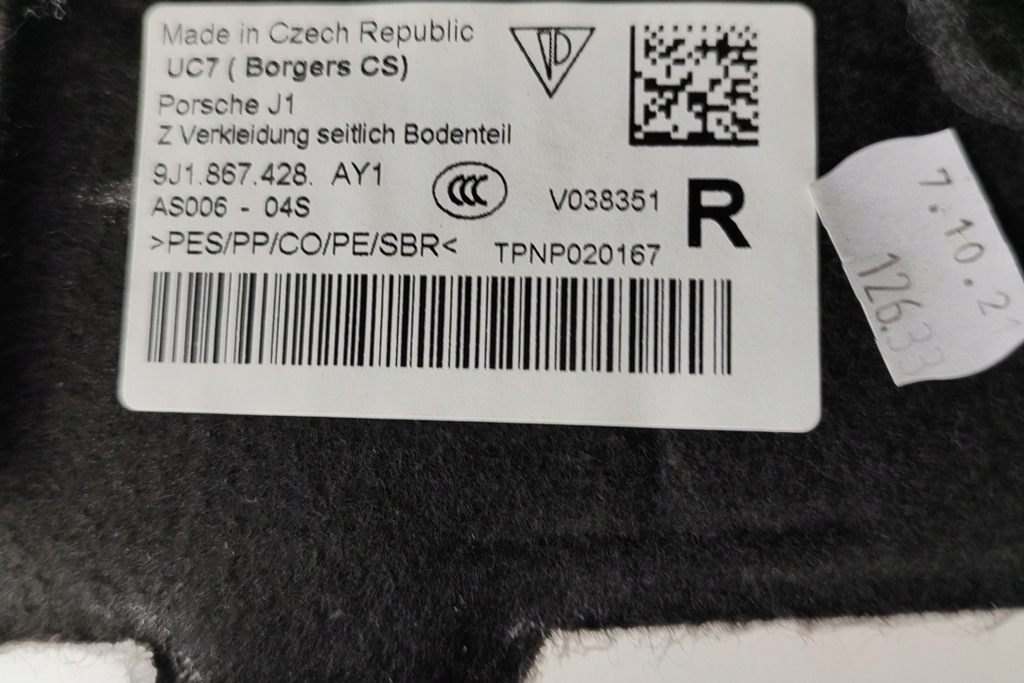 Made in Czech Republic
UC7 ( Borgers CS)
Porsche J1
Z Verkleidung seitlich Bodenteil
9J1.867.428. AY1
CCC
V038351
R
AS006 - 04S
>PES/PP/CO/PE/SBR<
TPNP020167
7.10.21
126.33